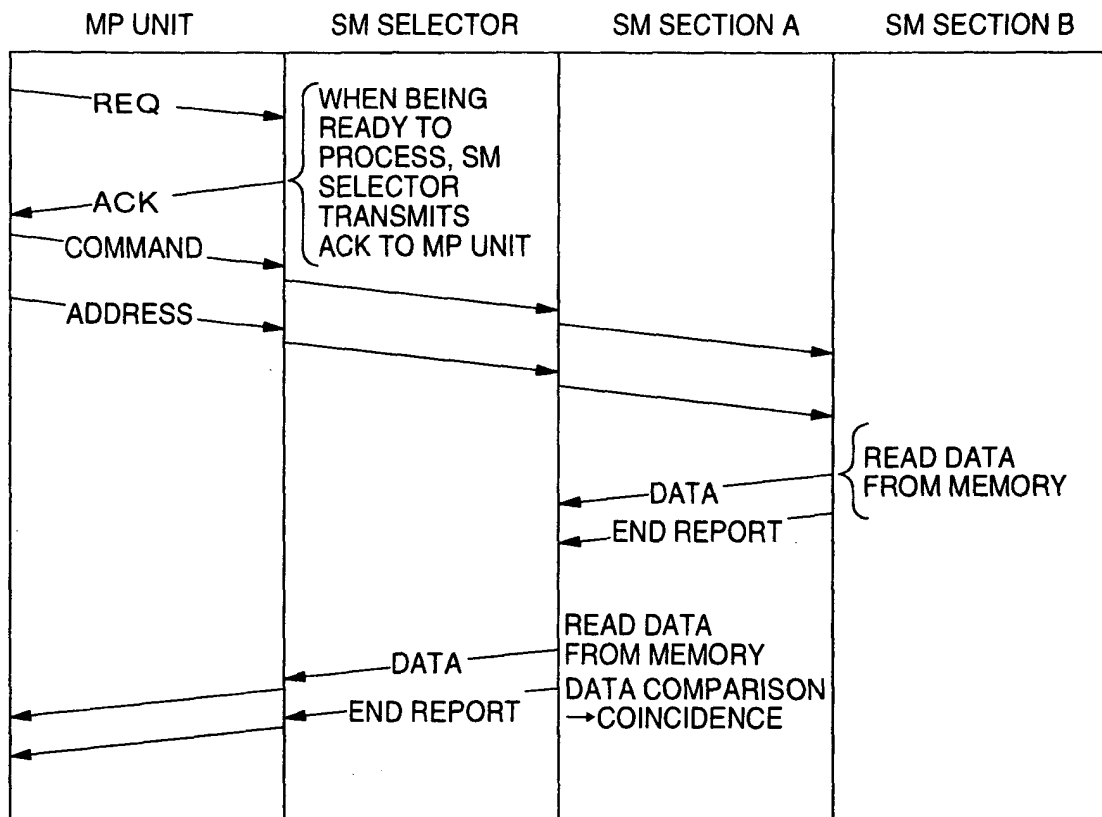 MP UNIT
SM SELECTOR
SM SECTION A
SM SECTION B
REQ
WHEN BEING
READY TO
PROCESS, SM
SELECTOR
TRANSMITS
ACK TO MP UNIT
ACK
COMMAND
ADDRESS
READ DATA
FROM MEMORY
DATA
END REPORT
READ DATA
FROM MEMORY
DATA
DATA COMPARISON
→COINCIDENCE
END REPORT